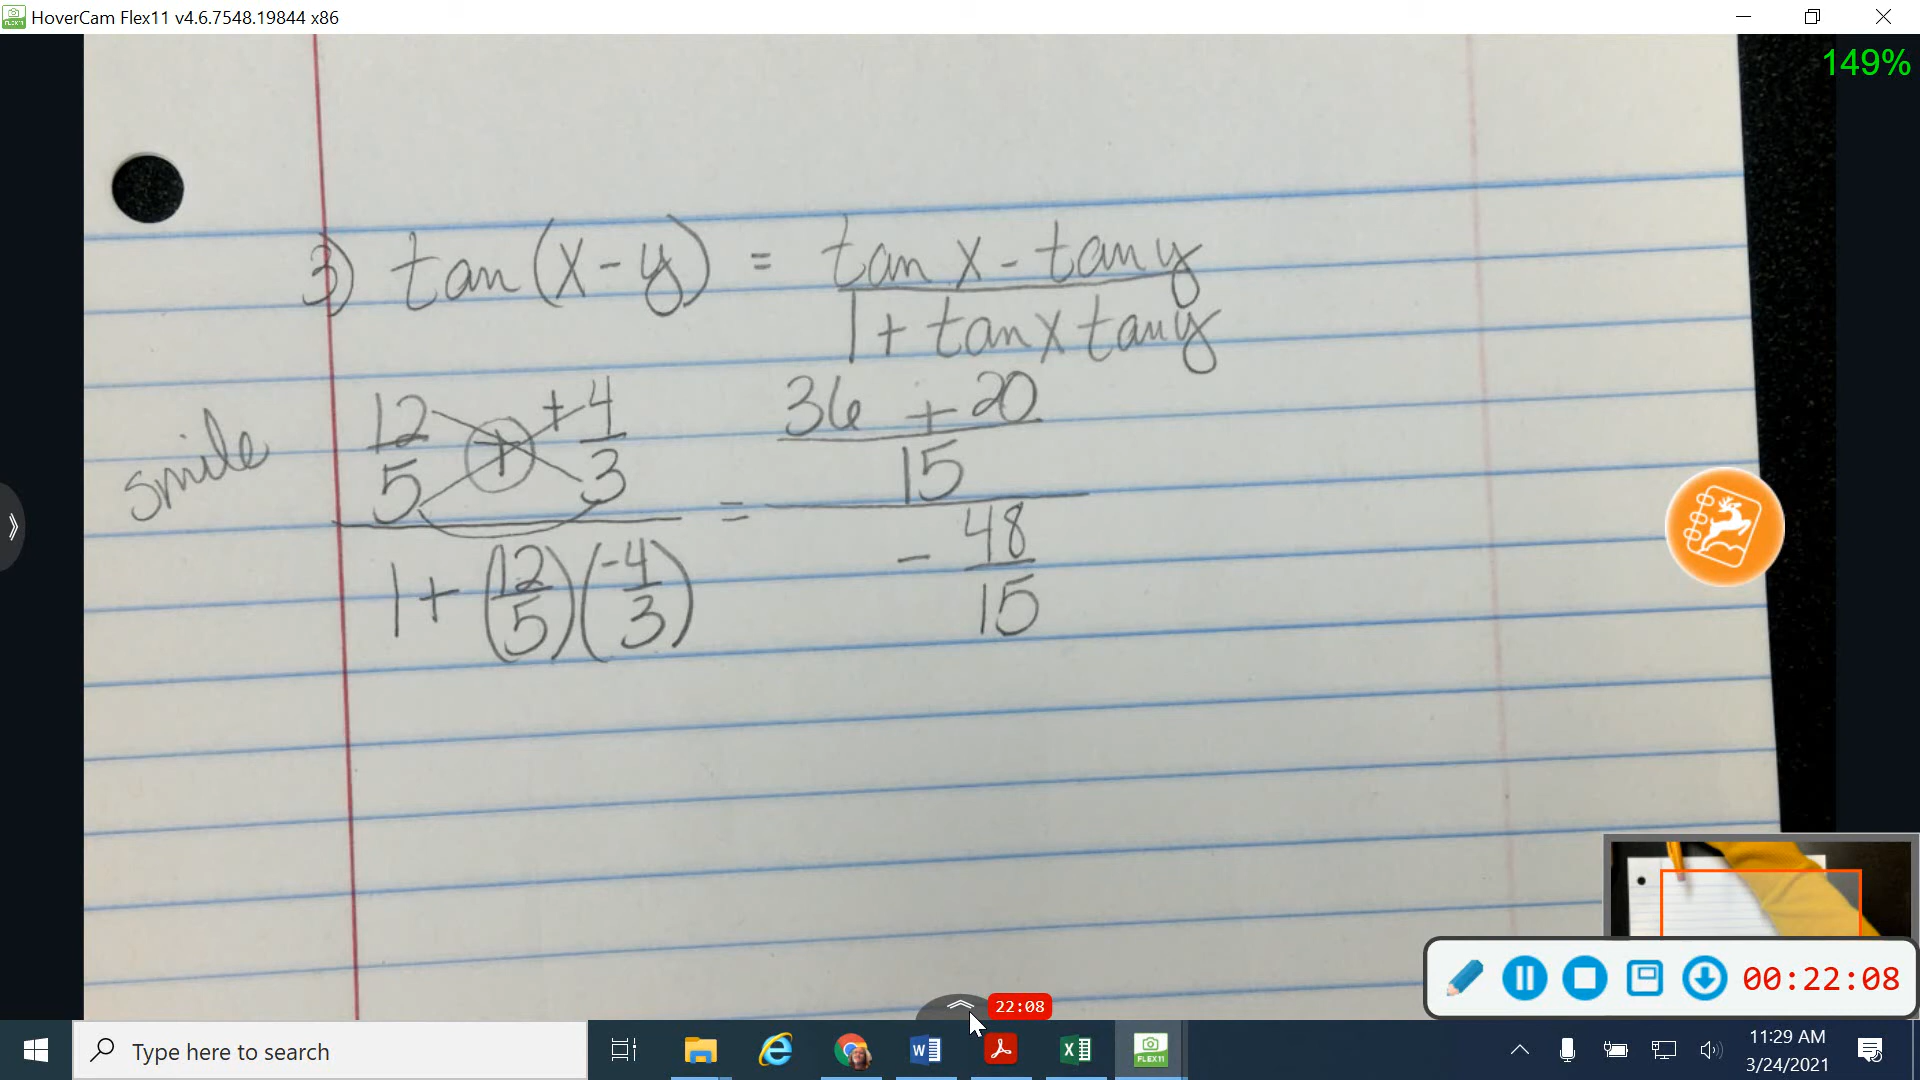 HoverCam Flex11 v4.6.7548.19844 x86
149%
3) tan(x-y) = tan x - tan y
1 + tan x tan y
smile
12 + + 4 = 36 + 20
5 3 15
1 + (12/5)(-4/3) - 48
15
22:08
00:22:08
Type here to search
FLEX11
11:29 AM
3/24/2021